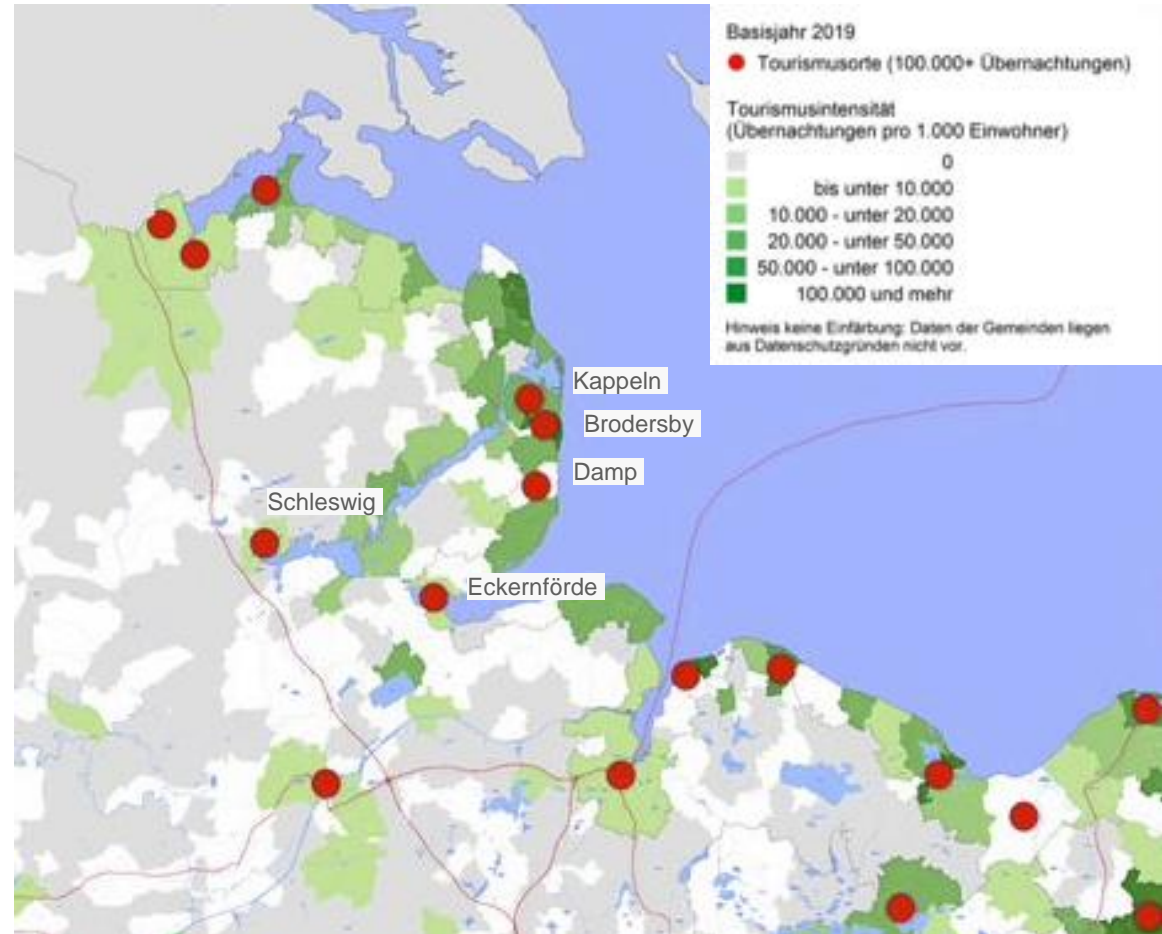 Basisjahr 2019
Tourismusorte (100.000+ Übernachtungen)
Tourismusintensität
(Übernachtungen pro 1.000 Einwohner)
0
bis unter 10.000
10.000 - unter 20.000
20.000 - unter 50.000
50.000 - unter 100.000
100.000 und mehr
Hinweis keine Einfärbung: Daten der Gemeinden liegen
aus Datenschutzgründen nicht vor.
Kappeln
Brodersby
Damp
Schleswig
Eckernförde